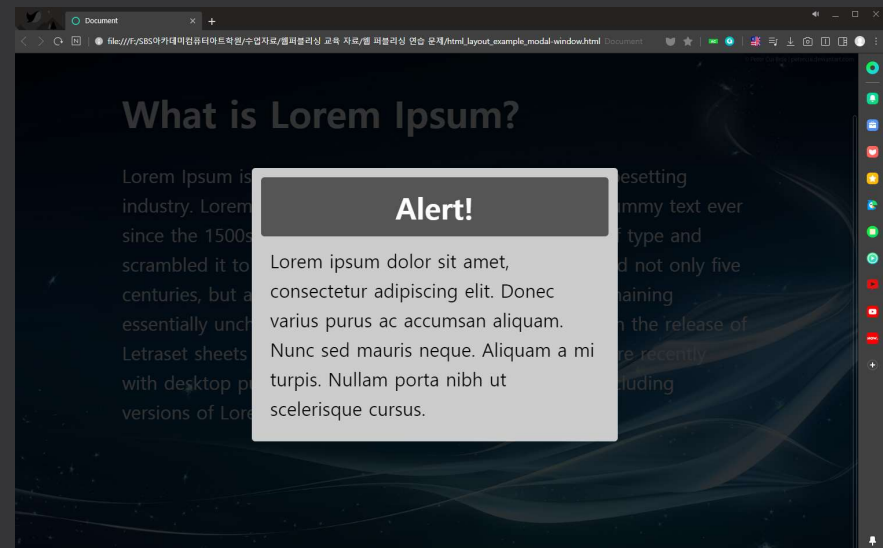 Document
file:///F:/SBS아카데미컴퓨터아트학원/수업자료/웹퍼블리싱 교육 자료/웹 퍼블리싱 연습 문제/html_layout_example_modal-window.html Document
What is Lorem Ipsum?
Lorem Ipsum is esetting
industry. Lorem mmy text ever
since the 1500s f type and
scrambled it to d not only five
centuries, but a naining
essentially unch n the release of
Letraset sheets re recently
with desktop pu luding
versions of Lore
Alert!
Lorem ipsum dolor sit amet,
consectetur adipiscing elit. Donec
varius purus ac accumsan aliquam.
Nunc sed mauris neque. Aliquam a mi
turpis. Nullam porta nibh ut
scelerisque cursus.